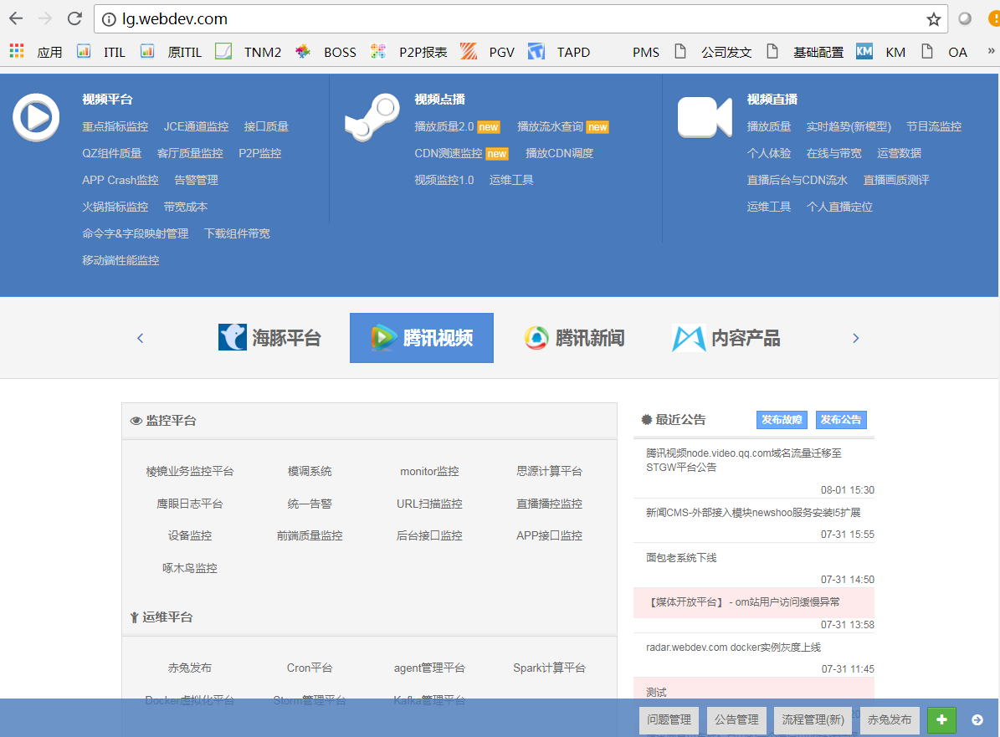 lg.webdev.com
应用 ITIL 原ITIL TNM2 BOSS P2P报表 PGV TAPD PMS 公司发文 基础配置 KM KM OA »
视频平台
重点指标监控 JCE通道监控 接口质量
QZ组件质量 客厅质量监控 P2P监控
APP Crash监控 告警管理
火锅指标监控 带宽成本
命令字&字段映射管理 下载组件带宽
移动端性能监控
视频点播
播放质量2.0 new 播放流水查询 new
CDN测速监控 new 播放CDN调度
视频监控1.0 运维工具
视频直播
播放质量 实时趋势(新模型) 节目流监控
个人体验 在线与带宽 运营数据
直播后台与CDN流水 直播画质测评
运维工具 个人直播定位
海豚平台 腾讯视频 腾讯新闻 内容产品
监控平台
棱镜业务监控平台 模调系统 monitor监控 思源计算平台
鹰眼日志平台 统一告警 URL扫描监控 直播播控监控
设备监控 前端质量监控 后台接口监控 APP接口监控
啄木鸟监控
运维平台
赤兔发布 Cron平台 agent管理平台 Spark计算平台
Docker虚拟化平台 Storm管理平台 Kafka管理平台
最近公告 发布故障 发布公告
腾讯视频node.video.qq.com域名流量迁移至
STGW平台公告
08-01 15:30
新闻CMS-外部接入模块newshoo服务安装l5扩展
07-31 15:55
面包老系统下线
07-31 14:50
【媒体开放平台】 - om站用户访问缓慢异常
07-31 13:58
radar.webdev.com docker实例灰度上线
07-31 11:45
测试
问题管理 公告管理 流程管理(新) 赤兔发布